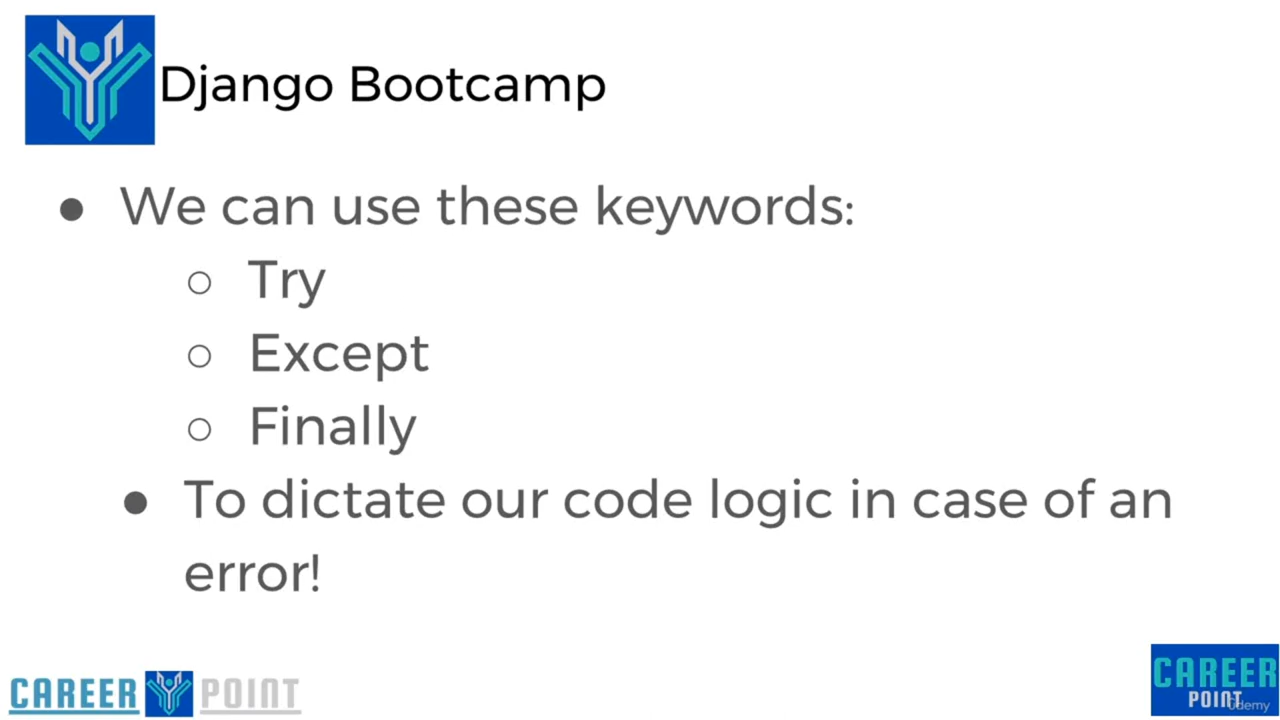 Django Bootcamp
● We can use these keywords:
○ Try
○ Except
○ Finally
● To dictate our code logic in case of an
error!
CAREER POINT
CAREER
POINT
ûdemy